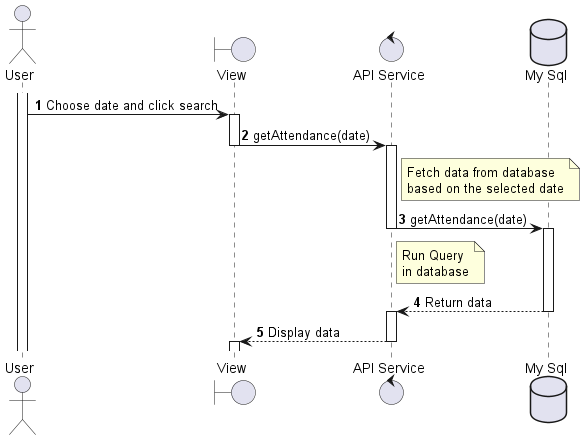 User
View
API Service
My Sql
1 Choose date and click search
2 getAttendance(date)
Fetch data from database
based on the selected date
3 getAttendance(date)
Run Query
in database
4 Return data
5 Display data
User
View
API Service
My Sql